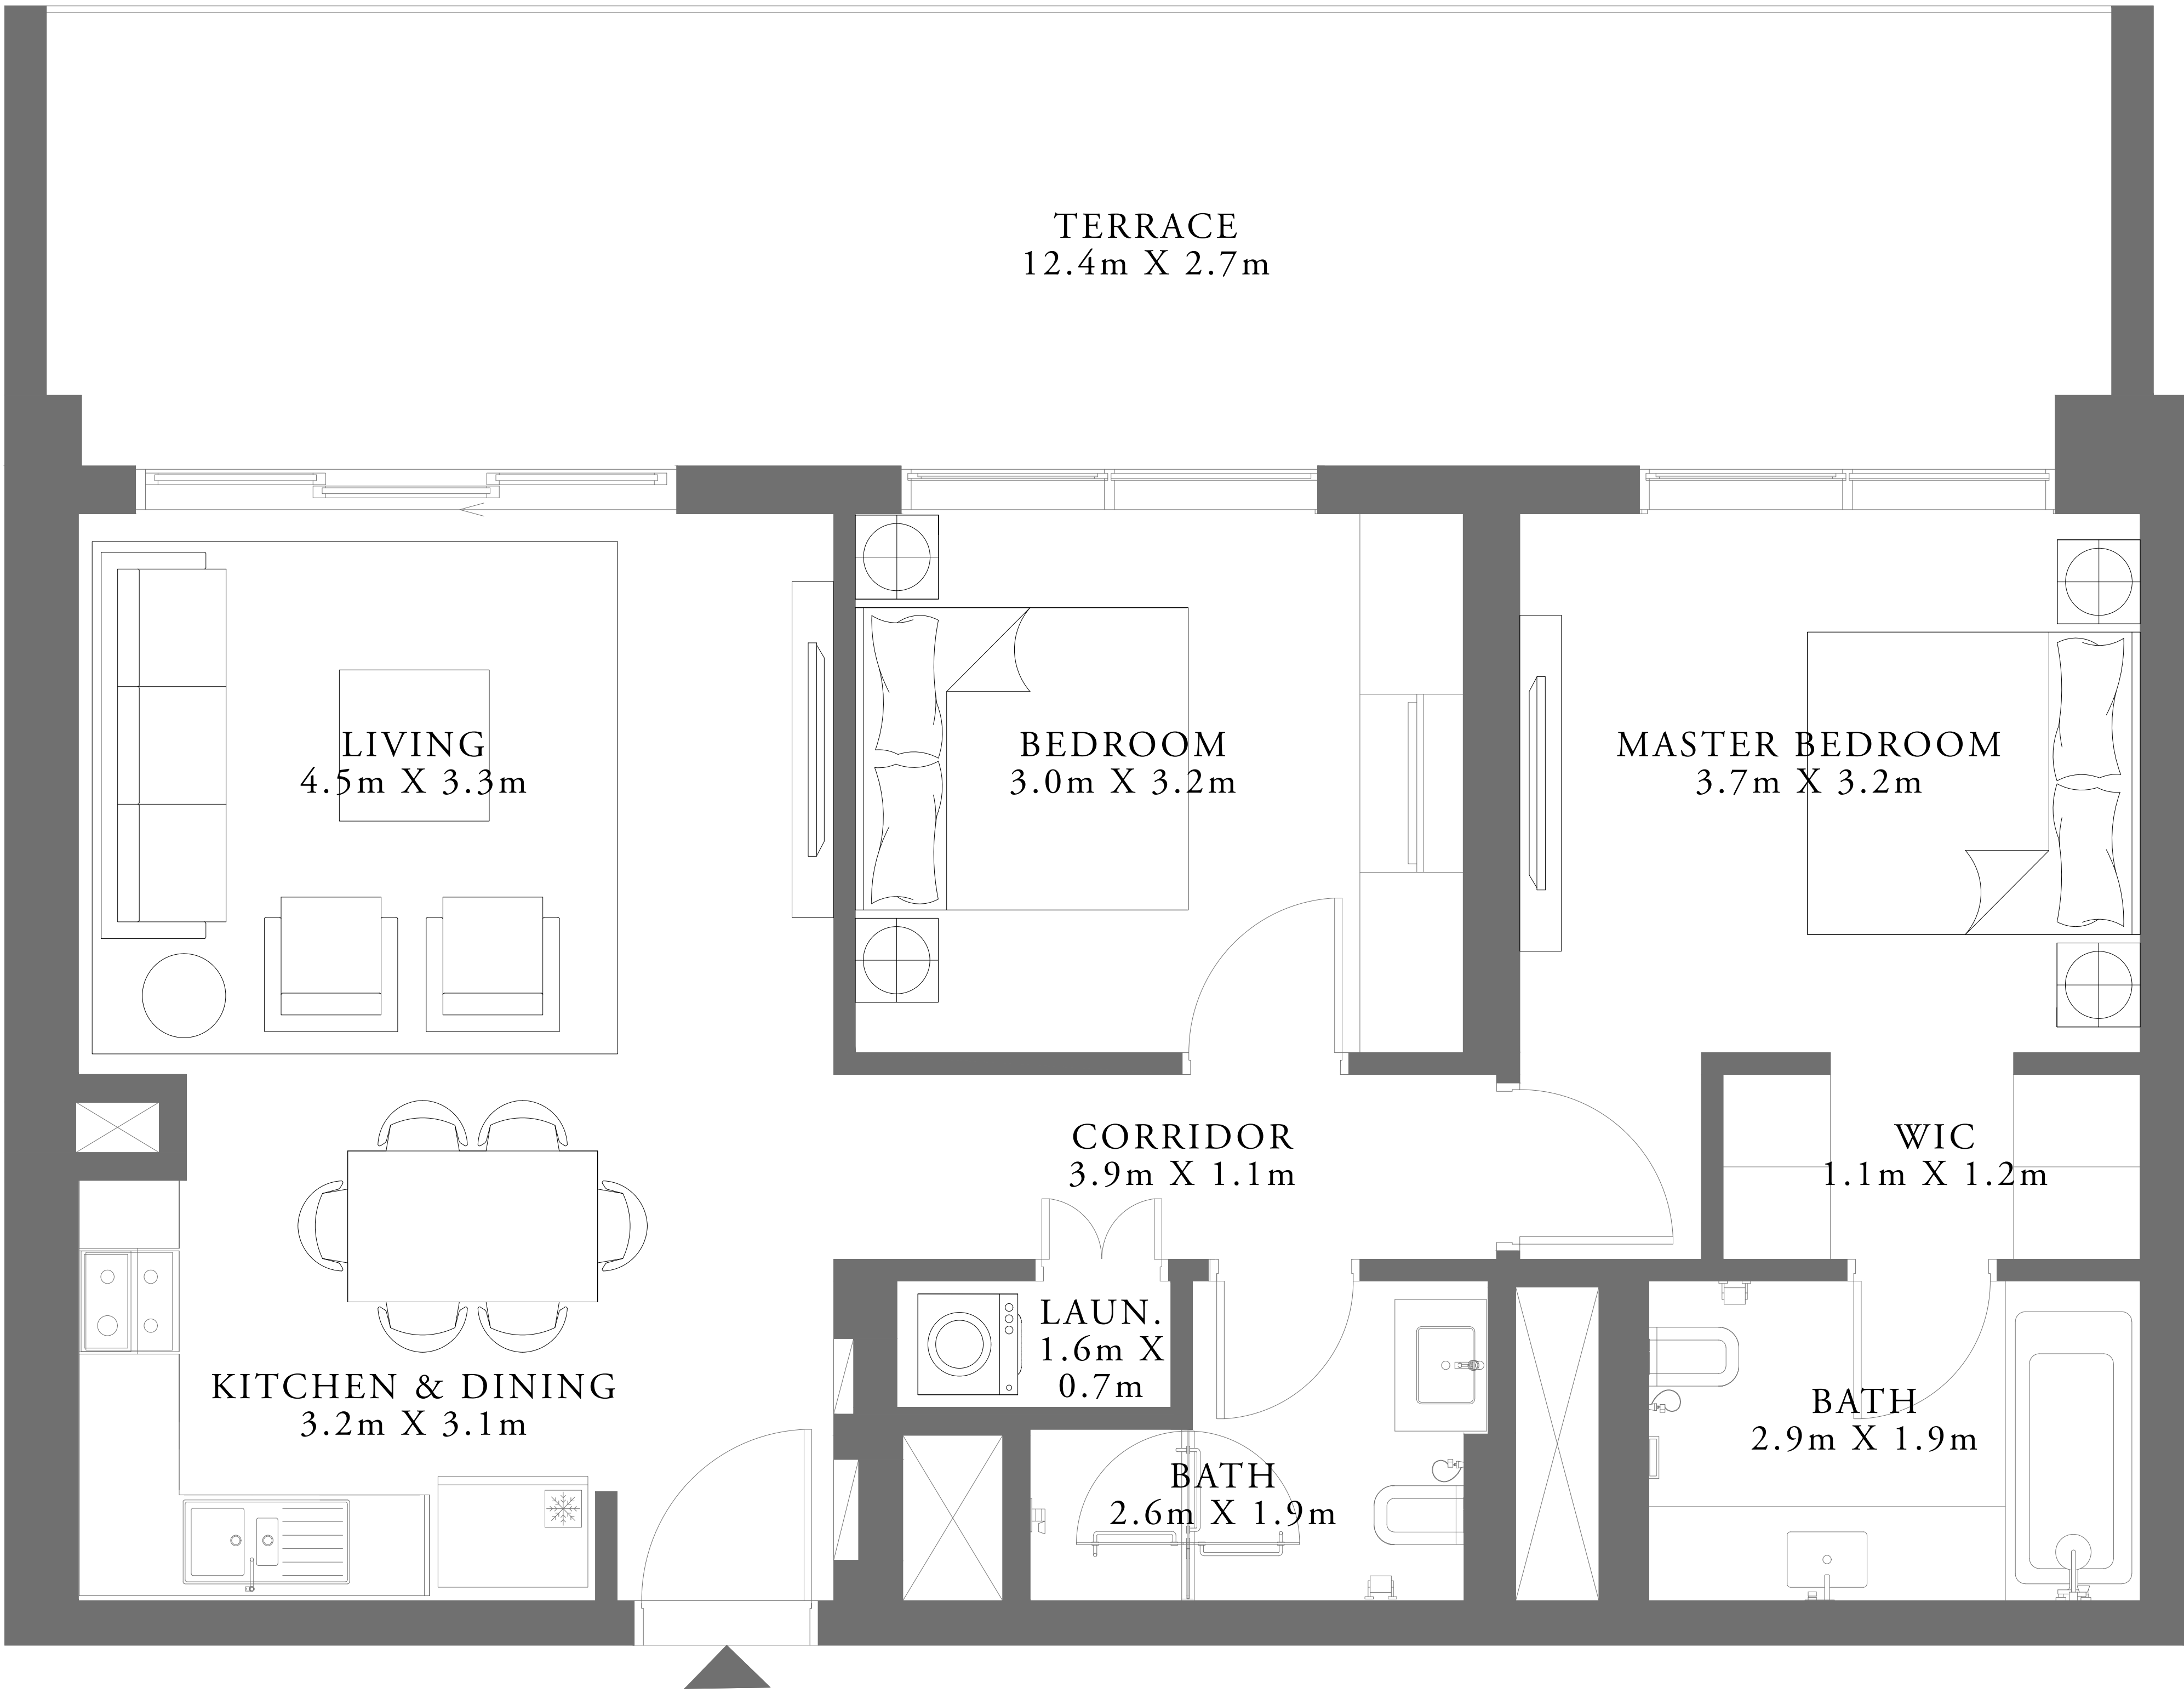 TERRACE
12.4m X 2.7m
LIVING
4.5m X 3.3m
BEDROOM
3.0m X 3.2m
MASTER BEDROOM
3.7m X 3.2m
CORRIDOR
3.9m X 1.1m
WIC
1.1m X 1.2m
LAUN.
1.6m X
0.7m
KITCHEN & DINING
3.2m X 3.1m
BATH
2.6m X 1.9m
BATH
2.9m X 1.9m